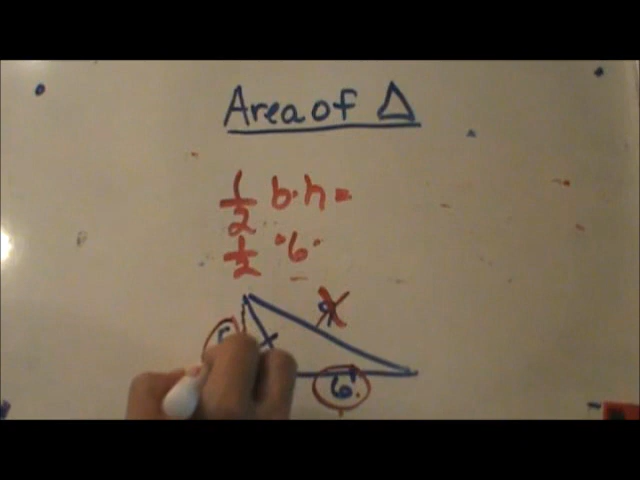 Area of Δ
1/2 b·h=
1/2 · 6 ·
6'